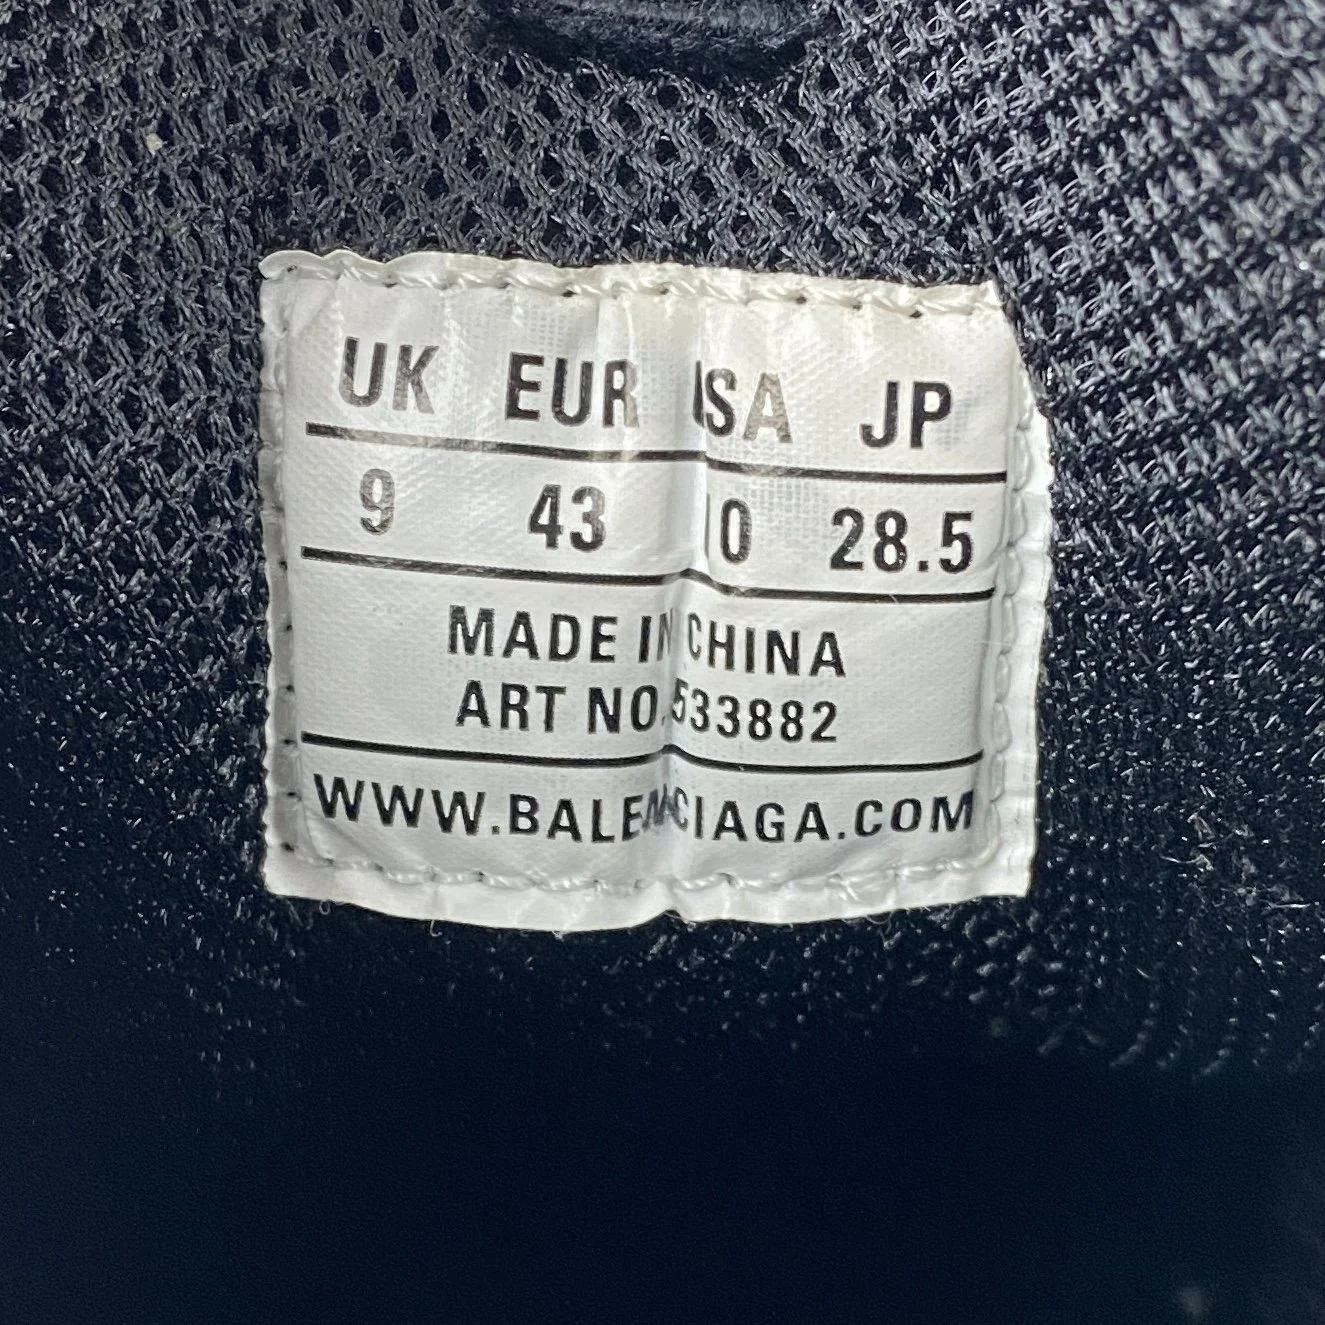 UK EUR USA JP
9 43 10 28.5
MADE IN CHINA
ART NO.533882
WWW.BALENCIAGA.COM